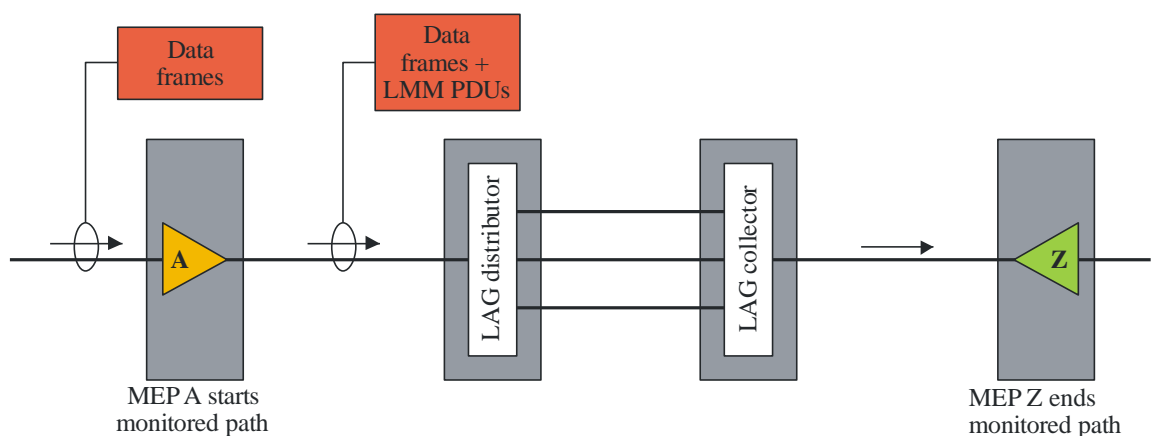 Data
frames
Data
frames +
LMM PDUs
A
LAG distributor
LAG collector
Z
MEP A starts
monitored path
MEP Z ends
monitored path